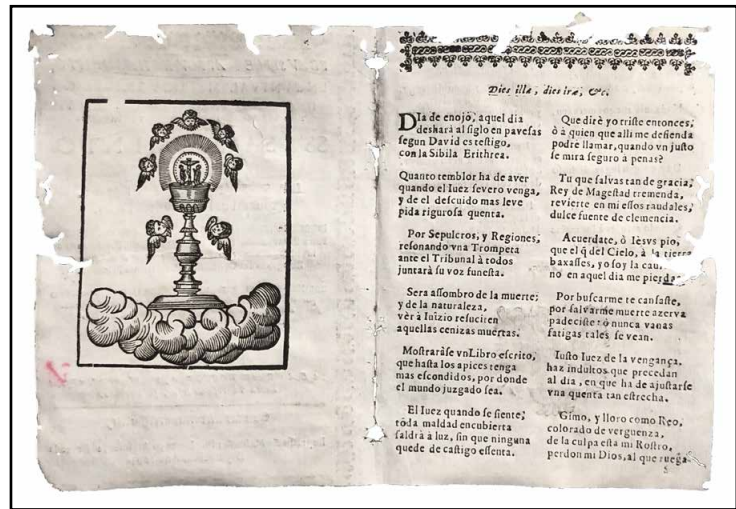 Dies illæ, dies iræ, &c.
DIa de enojo, aquel dia
deshará al siglo en pavesas
segun David es testigo,
con la Sibila Erithrea.
Quanto temblor ha de aver
quando el Iuez severo venga,
y de el descuido mas leve
pida rigurosa quenta.
Por Sepulcros, y Regiones,
resonando vna Trompeta
ante el Tribunal à todos
juntarà su voz funesta.
Sera assombro de la muerte;
y de la naturaleza,
vèr à Iuizio resuciten
aquellas cenizas muertas.
Mostraràse vn Libro escrito,
que hasta los apices tenga
mas escondidos, por donde
el mundo juzgado sea.
El Iuez quando se siente;
toda maldad encubierta
saldrà à luz, sin que ninguna
quede de castigo essenta.
Que dirè yo triste entonces,
ò à quien que alli me defienda
podrè llamar, quando vn justo
se mira seguro à penas?
Tu que salvas tan de gracia,
Rey de Magestad tremenda,
revierte en mi essos raudales,
dulce fuente de clemencia.
Acuerdate, ò Iesvs pio,
que el q̃ del Cielo, à la tierra
baxasses, yo soy la
no en aquel dia me
Por buscarme te cansaste,
por salvarme muerte azerva
padeciste ò nunca vanas
fatigas tales se vean.
Iusto Iuez de la vengança,
haz indultos que precedan
al dia, en que ha de ajustarse
vna quenta tan estrecha.
Gimo, y lloro como Reo,
colorado de verguenza,
de la culpa està mi Rostro,
perdon mi Dios, al que ruega